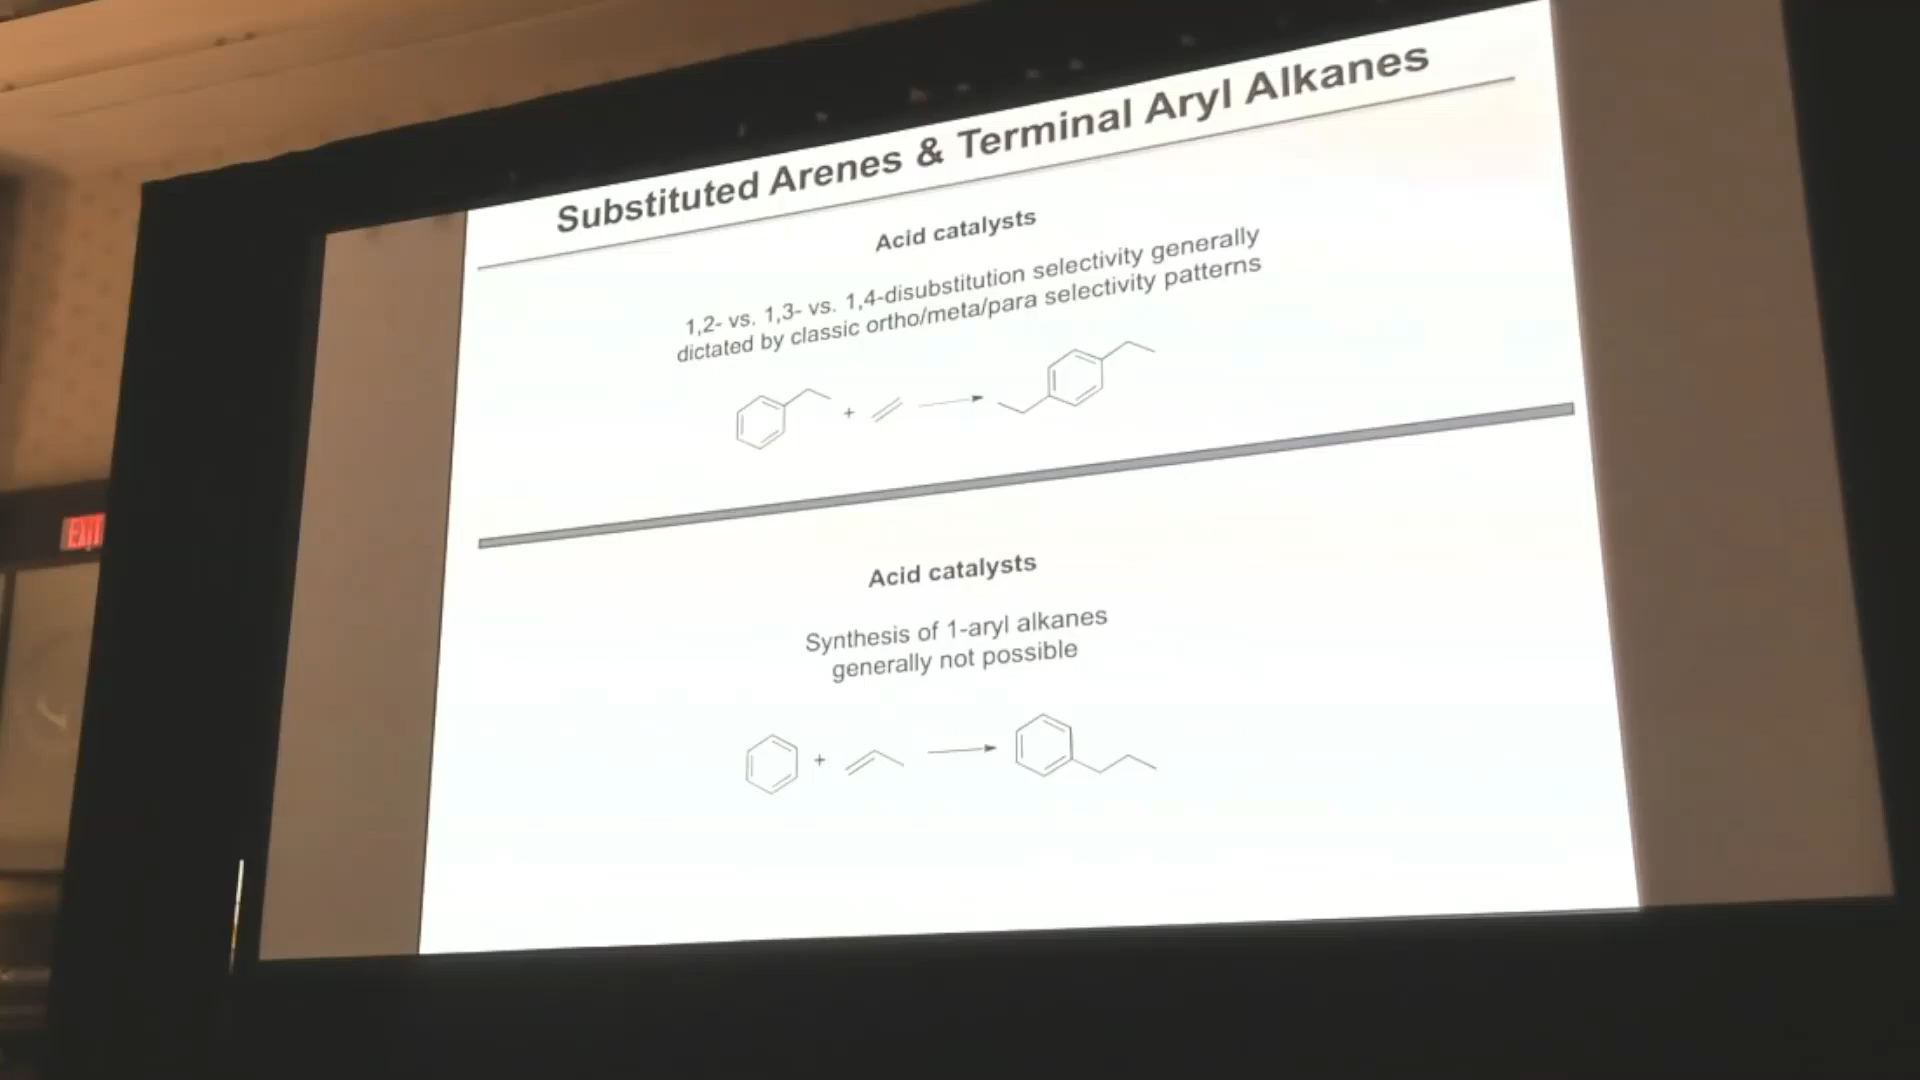 Substituted Arenes & Terminal Aryl Alkanes
Acid catalysts
1,2- vs. 1,3- vs. 1,4-disubstitution selectivity generally
dictated by classic ortho/meta/para selectivity patterns
+
Acid catalysts
Synthesis of 1-aryl alkanes
generally not possible
+
EXIT